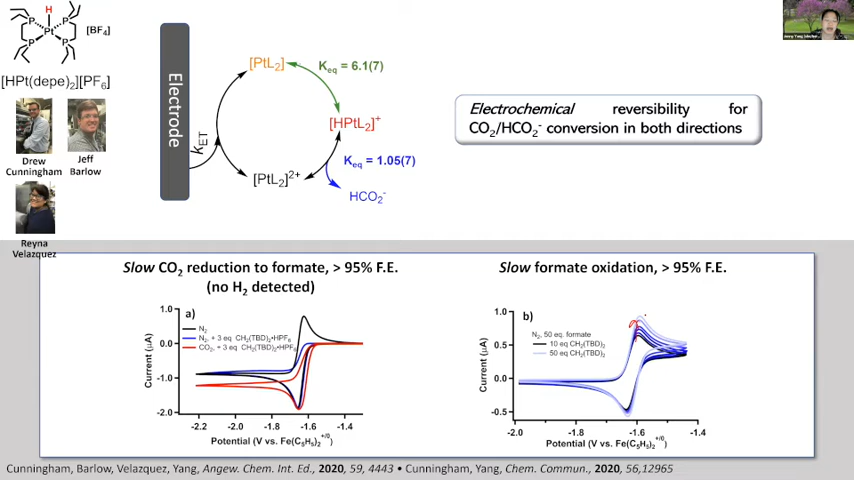 H
P P
Pt
P P
[BF4]
[HPt(depe)2][PF6]
Drew
Cunningham
Jeff
Barlow
Reyna
Velazquez
Electrode
kET
[PtL2]
Keq = 6.1(7)
[HPtL2]+
Keq = 1.05(7)
[PtL2]2+
HCO2-
Electrochemical reversibility for
CO2/HCO2- conversion in both directions
Slow CO2 reduction to formate, > 95% F.E.
(no H2 detected)
a)
N2
N2, + 3 eq CH2(TBD)2•HPF6
CO2, + 3 eq CH2(TBD)2•HPF6
Current (µA)
1.0
0.0
-1.0
-2.0
-2.2 -2.0 -1.8 -1.6 -1.4
Potential (V vs. Fe(C5H5)2+/0)
Slow formate oxidation, > 95% F.E.
b)
N2, 50 eq. formate
10 eq CH2(TBD)2
50 eq CH2(TBD)2
Current (µA)
1.0
0.5
0.0
-0.5
-2.0 -1.8 -1.6 -1.4
Potential (V vs. Fe(C5H5)2+/0)
Cunningham, Barlow, Velazquez, Yang, Angew. Chem. Int. Ed., 2020, 59, 4443 • Cunningham, Yang, Chem. Commun., 2020, 56,12965